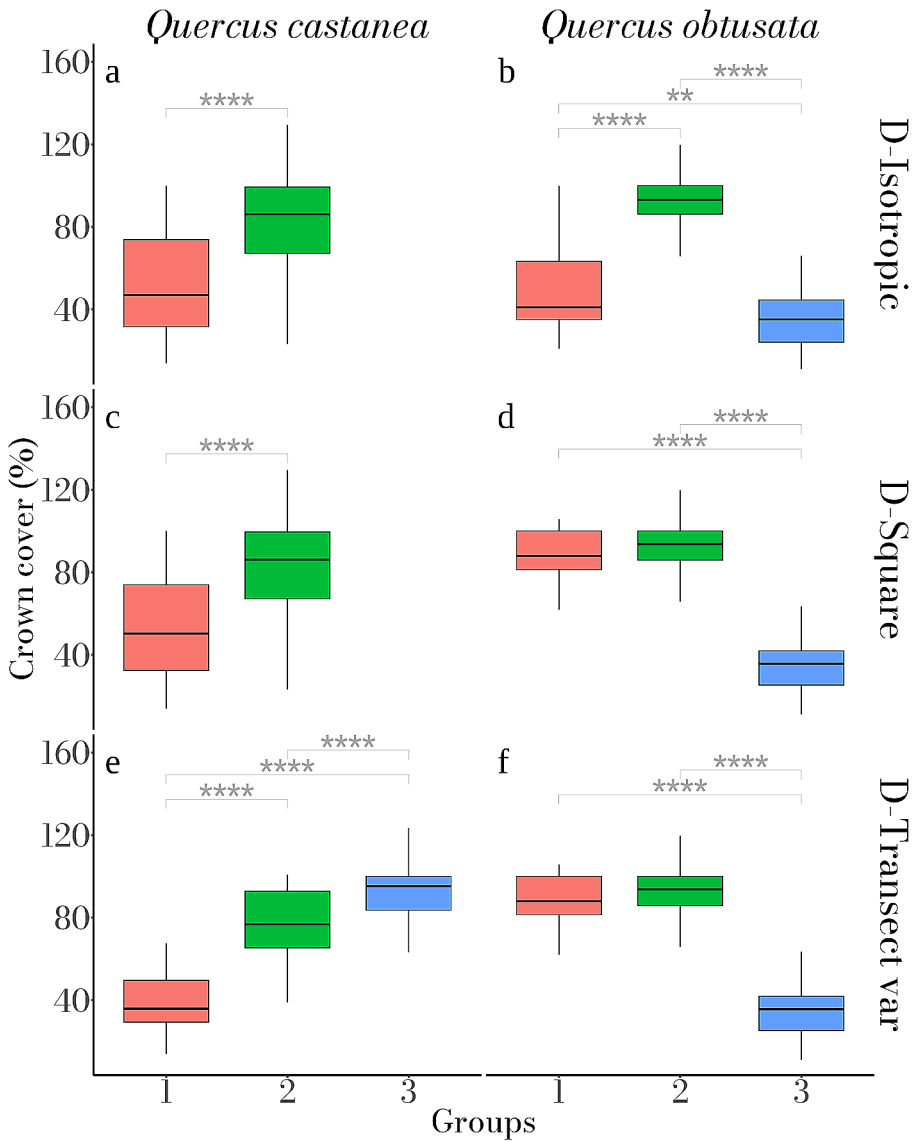 Quercus castanea
Quercus obtusata
a
160
120
80
40
****
b
****
**
****
D-Isotropic
c
160
120
80
40
****
d
****
****
D-Square
Crown cover (%)
e
160
120
80
40
****
****
****
f
****
****
D-Transect var
1 2 3
1 2 3
Groups